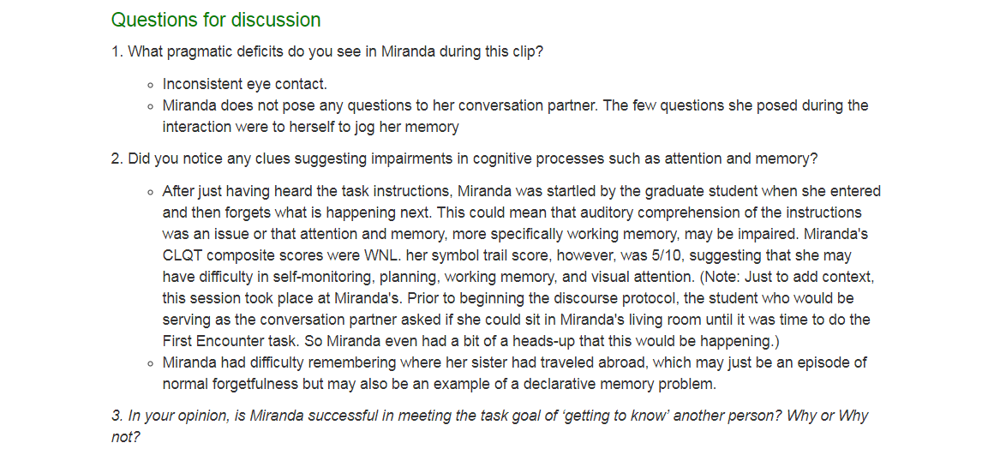 Questions for discussion
1. What pragmatic deficits do you see in Miranda during this clip?
Inconsistent eye contact.
Miranda does not pose any questions to her conversation partner. The few questions she posed during the
interaction were to herself to jog her memory
2. Did you notice any clues suggesting impairments in cognitive processes such as attention and memory?
After just having heard the task instructions, Miranda was startled by the graduate student when she entered
and then forgets what is happening next. This could mean that auditory comprehension of the instructions
was an issue or that attention and memory, more specifically working memory, may be impaired. Miranda's
CLQT composite scores were WNL. her symbol trail score, however, was 5/10, suggesting that she may
have difficulty in self-monitoring, planning, working memory, and visual attention. (Note: Just to add context,
this session took place at Miranda's. Prior to beginning the discourse protocol, the student who would be
serving as the conversation partner asked if she could sit in Miranda's living room until it was time to do the
First Encounter task. So Miranda even had a bit of a heads-up that this would be happening.)
Miranda had difficulty remembering where her sister had traveled abroad, which may just be an episode of
normal forgetfulness but may also be an example of a declarative memory problem.
3. In your opinion, is Miranda successful in meeting the task goal of ‘getting to know’ another person? Why or Why
not?